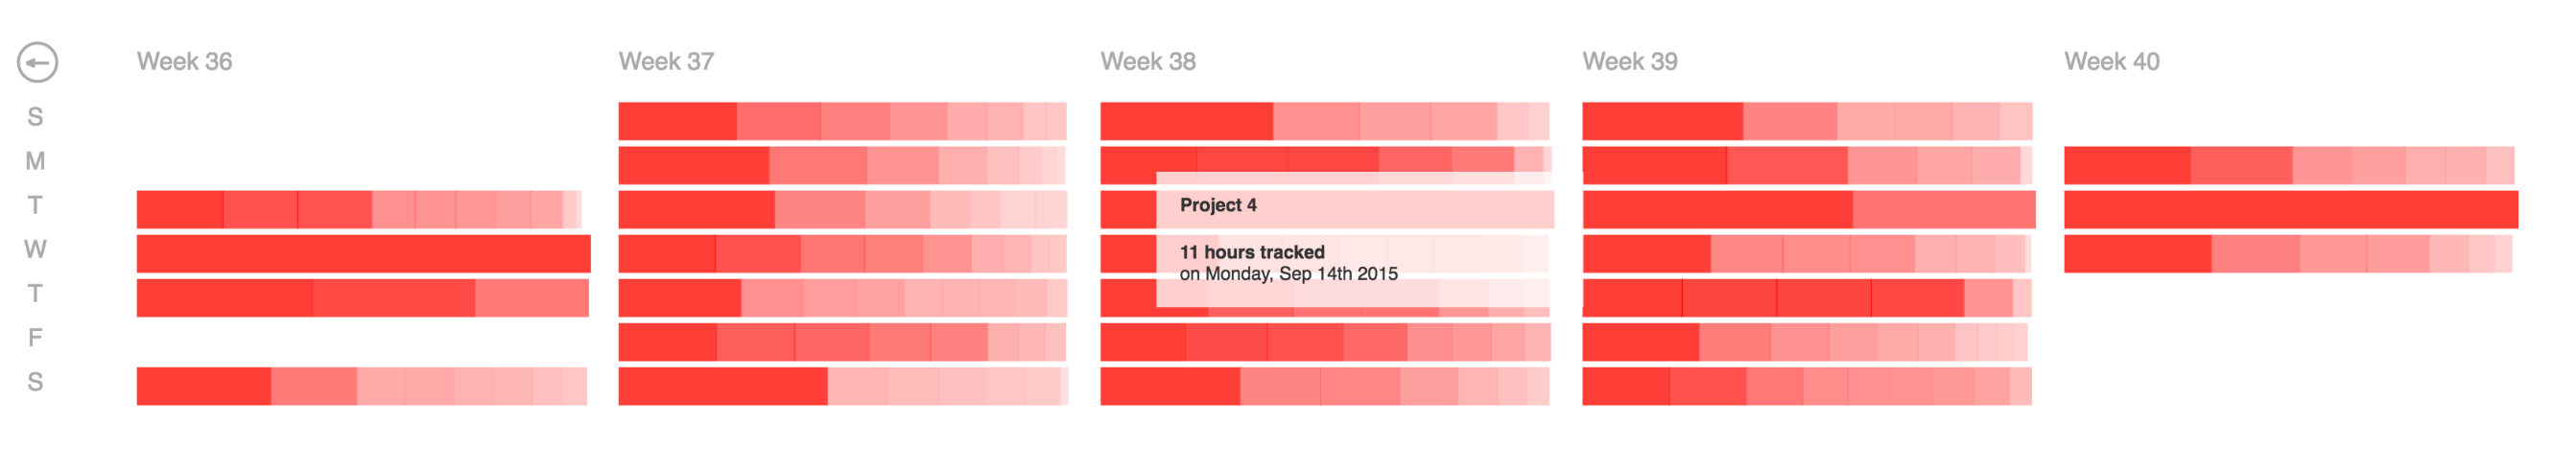 Week 36
Week 37
Week 38
Week 39
Week 40
S
M
T
W
T
F
S
Project 4
11 hours tracked
on Monday, Sep 14th 2015